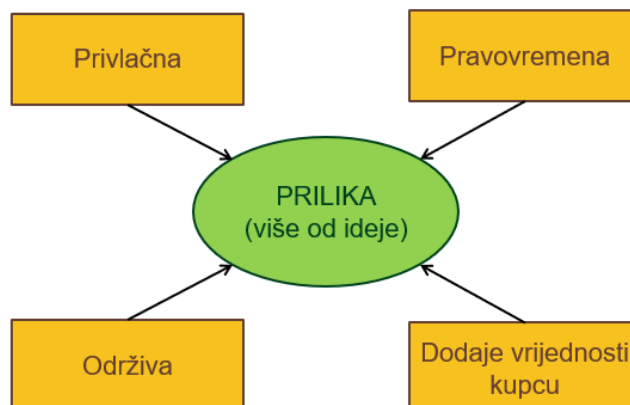 Privlačna
Pravovremena
PRILIKA
(više od ideje)
Održiva
Dodaje vrijednosti
kupcu